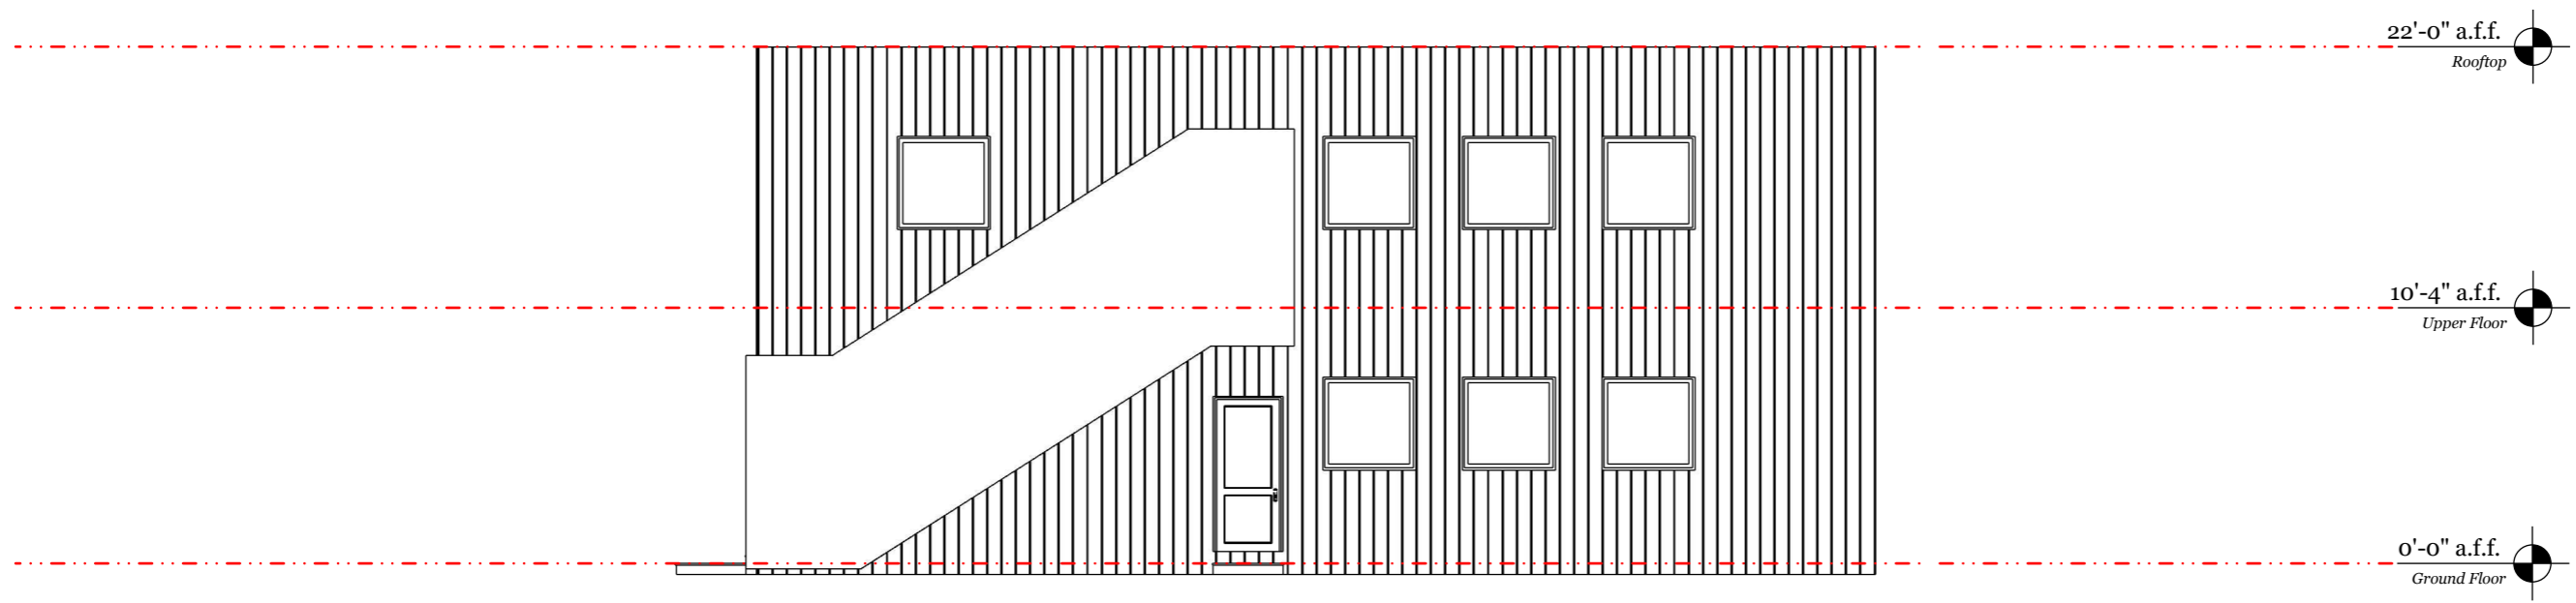 22'-0" a.f.f.
Rooftop
10'-4" a.f.f.
Upper Floor
0'-0" a.f.f.
Ground Floor